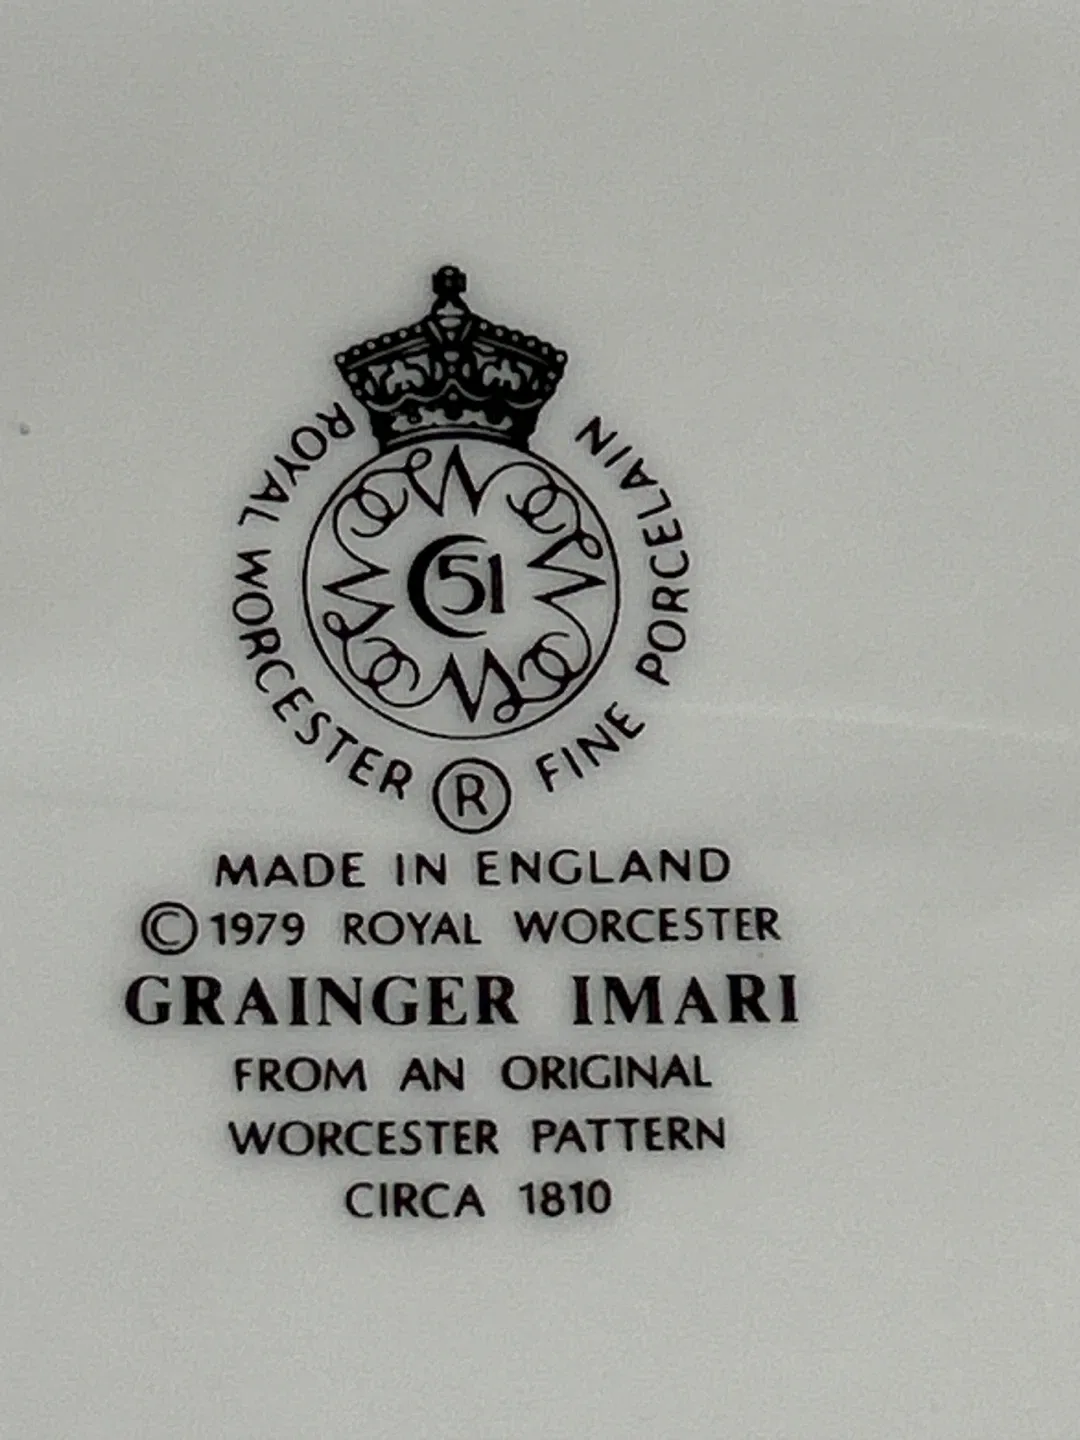 ROYAL WORCESTER ® FINE PORCELAIN
51
MADE IN ENGLAND
© 1979 ROYAL WORCESTER
GRAINGER IMARI
FROM AN ORIGINAL
WORCESTER PATTERN
CIRCA 1810